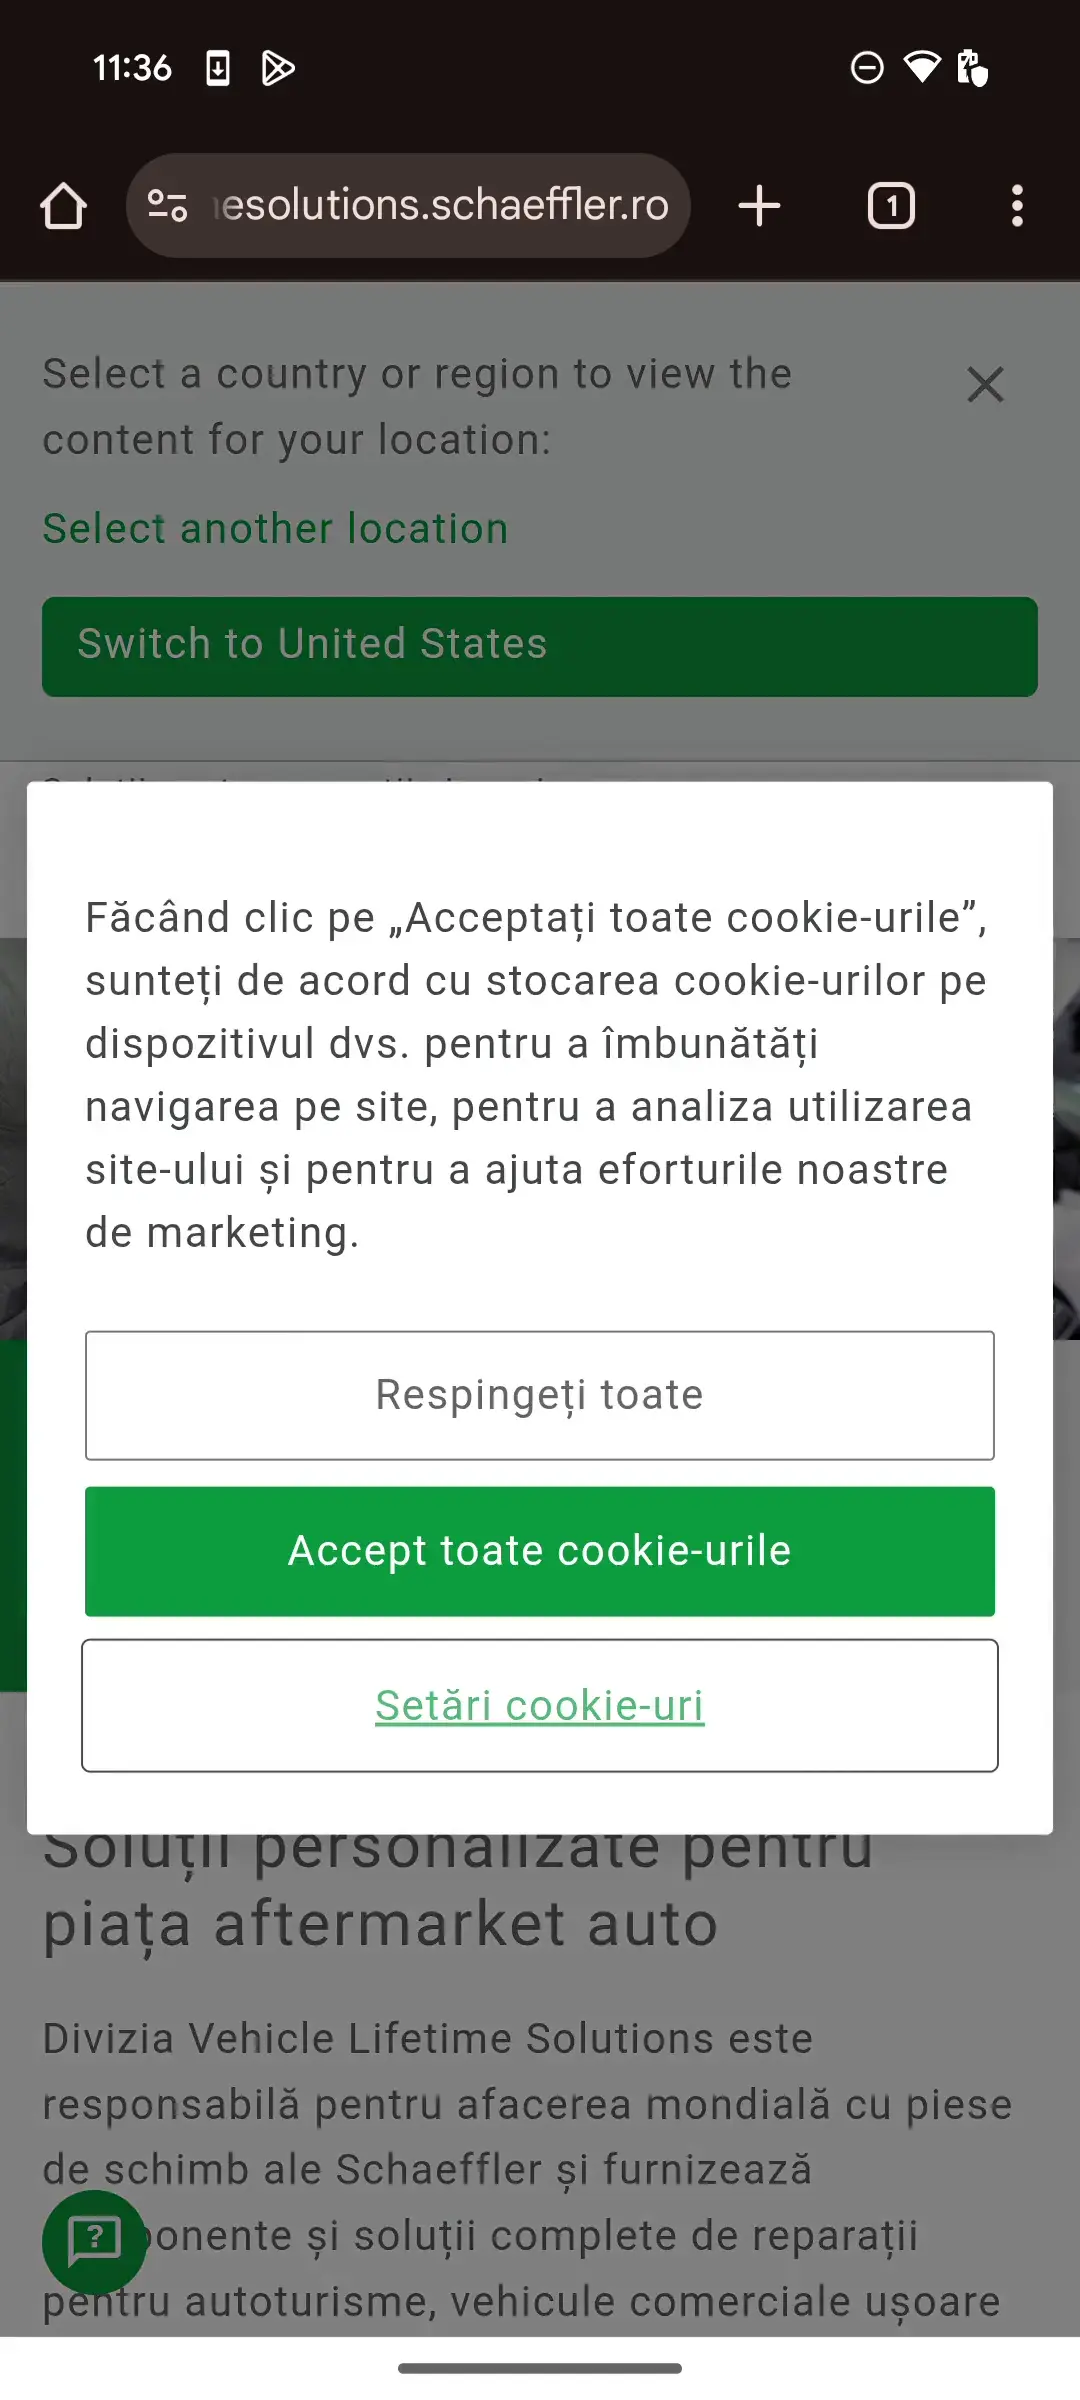 11:36
esolutions.schaeffler.ro
1
Select a country or region to view the
content for your location:
Select another location
Switch to United States
Făcând clic pe „Acceptați toate cookie-urile”,
sunteți de acord cu stocarea cookie-urilor pe
dispozitivul dvs. pentru a îmbunătăți
navigarea pe site, pentru a analiza utilizarea
site-ului și pentru a ajuta eforturile noastre
de marketing.
Respingeți toate
Accept toate cookie-urile
Setări cookie-uri
Soluții personalizate pentru
piața aftermarket auto
Divizia Vehicle Lifetime Solutions este
responsabilă pentru afacerea mondială cu piese
de schimb ale Schaeffler și furnizează
ponente și soluții complete de reparații
pentru autoturisme, vehicule comerciale ușoare